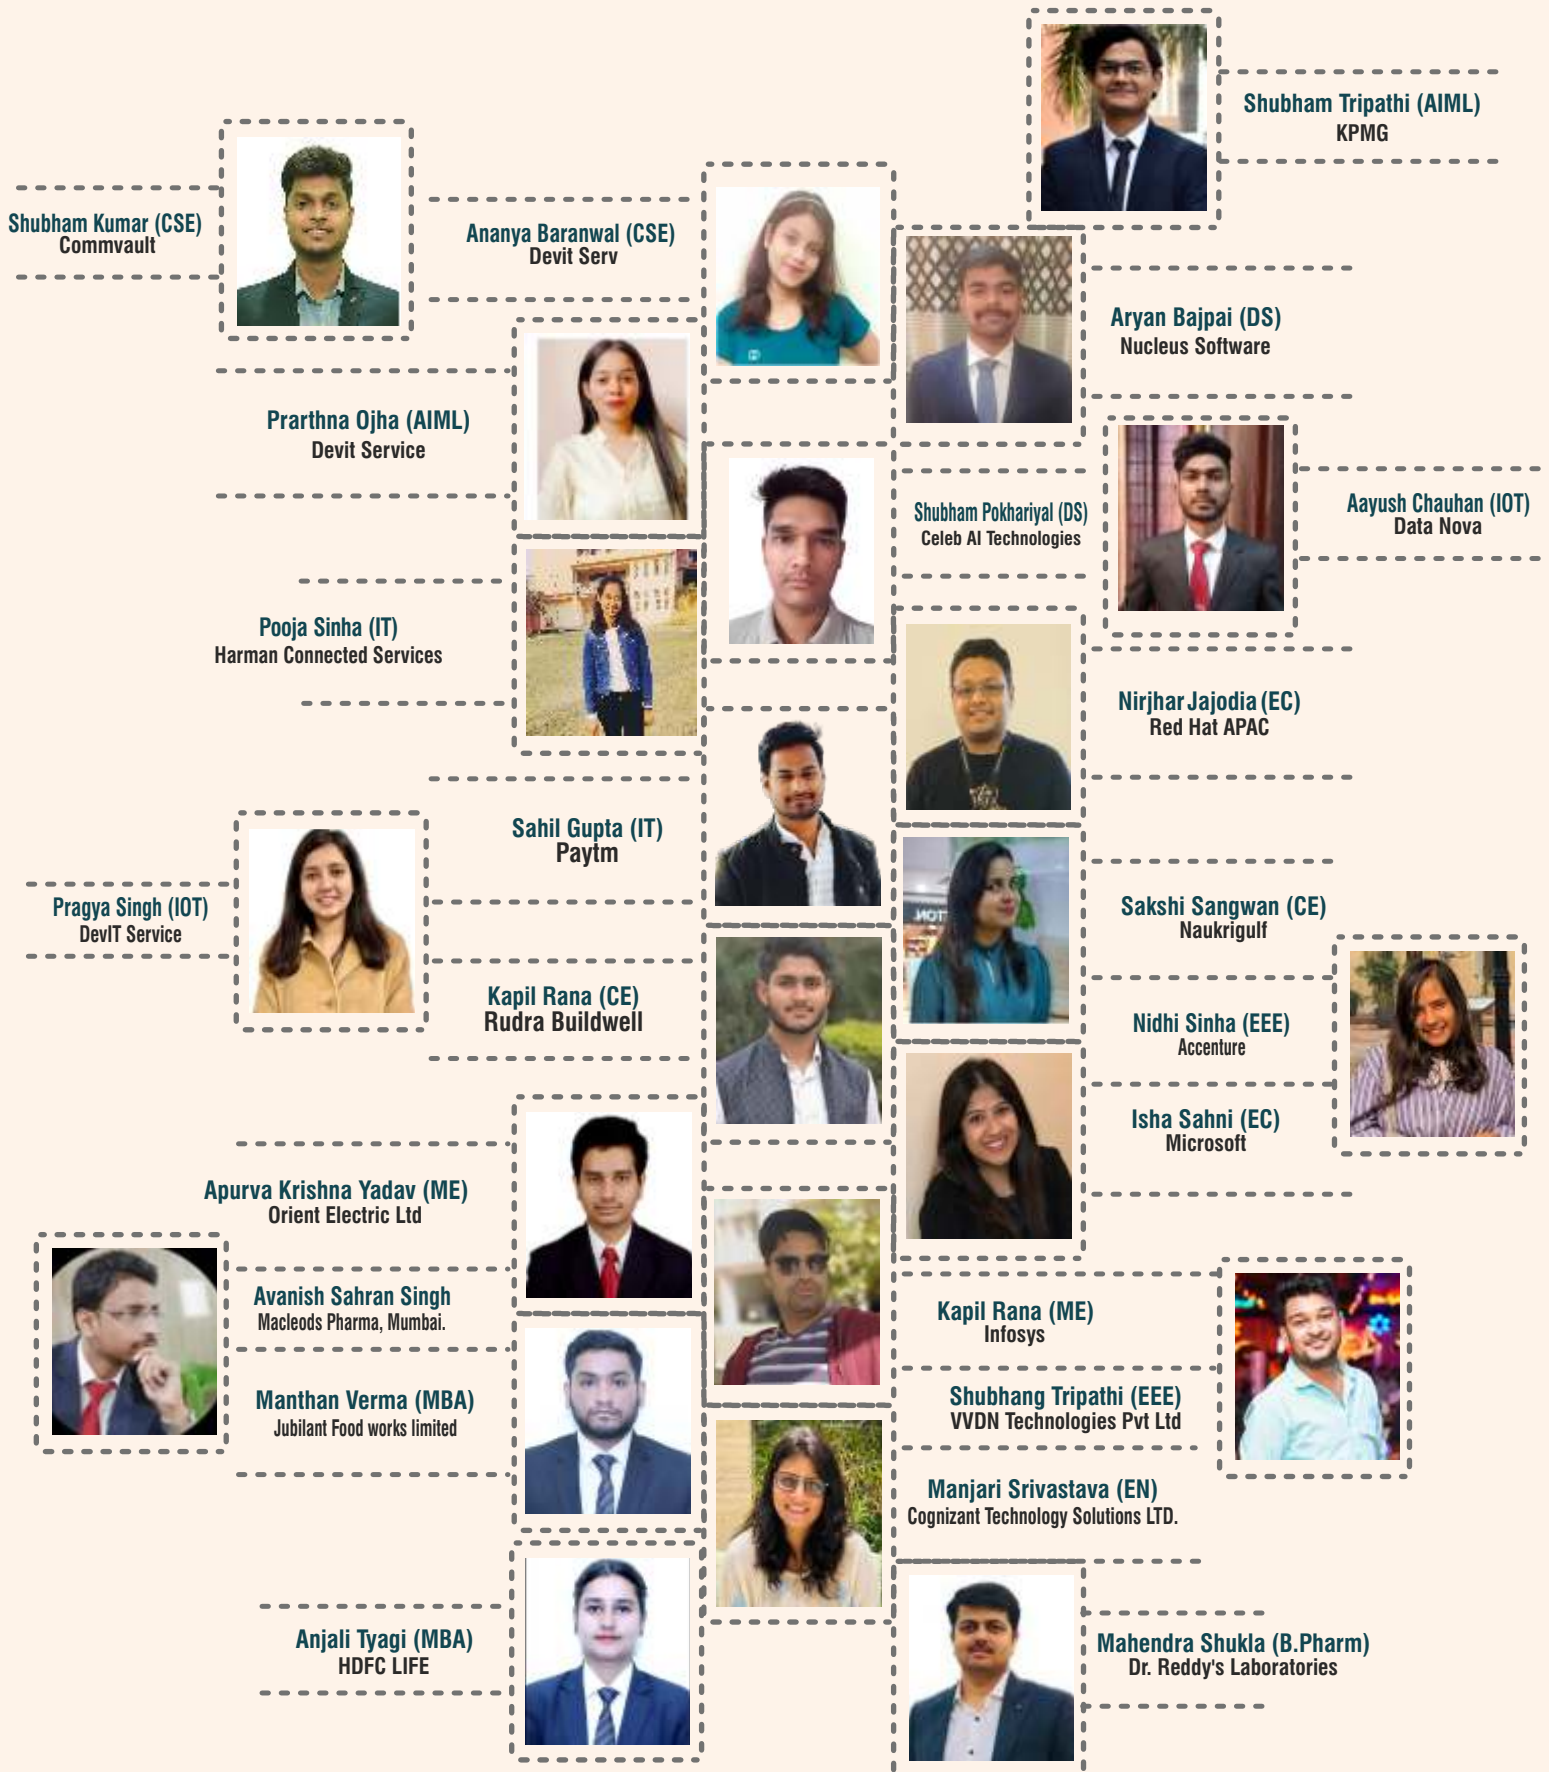 Shubham Tripathi (AIML)
KPMG
Shubham Kumar (CSE)
Commvault
Ananya Baranwal (CSE)
Devit Serv
Aryan Bajpai (DS)
Nucleus Software
Prarthna Ojha (AIML)
Devit Service
Shubham Pokhariyal (DS)
Celeb AI Technologies
Aayush Chauhan (IOT)
Data Nova
Pooja Sinha (IT)
Harman Connected Services
Nirjhar Jajodia (EC)
Red Hat APAC
Sahil Gupta (IT)
Paytm
Pragya Singh (IOT)
DevIT Service
Sakshi Sangwan (CE)
Naukrigulf
Kapil Rana (CE)
Rudra Buildwell
Nidhi Sinha (EEE)
Accenture
Isha Sahni (EC)
Microsoft
Apurva Krishna Yadav (ME)
Orient Electric Ltd
Avanish Sahran Singh
Macleods Pharma, Mumbai.
Kapil Rana (ME)
Infosys
Manthan Verma (MBA)
Jubilant Food works limited
Shubhang Tripathi (EEE)
VVDN Technologies Pvt Ltd
Manjari Srivastava (EN)
Cognizant Technology Solutions LTD.
Anjali Tyagi (MBA)
HDFC LIFE
Mahendra Shukla (B.Pharm)
Dr. Reddy's Laboratories